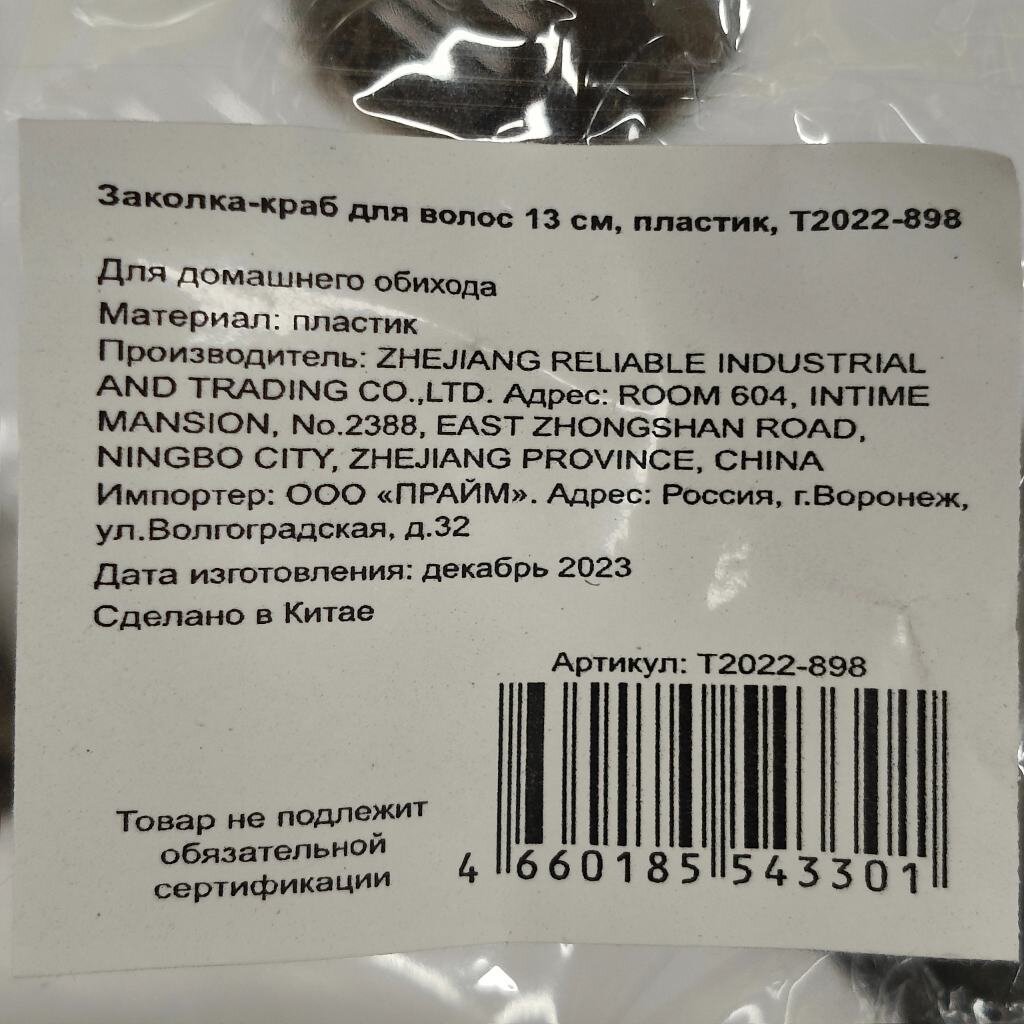 Заколка-краб для волос 13 см, пластик, Т2022-898
Для домашнего обихода
Материал: пластик
Производитель: ZHEJIANG RELIABLE INDUSTRIAL
AND TRADING CO.,LTD. Адрес: ROOM 604, INTIME
MANSION, No.2388, EAST ZHONGSHAN ROAD,
NINGBO CITY, ZHEJIANG PROVINCE, CHINA
Импортер: ООО «ПРАЙМ». Адрес: Россия, г.Воронеж,
ул.Волгоградская, д.32
Дата изготовления: декабрь 2023
Сделано в Китае
Артикул: Т2022-898
Товар не подлежит
обязательной
сертификации
4 660185 543301